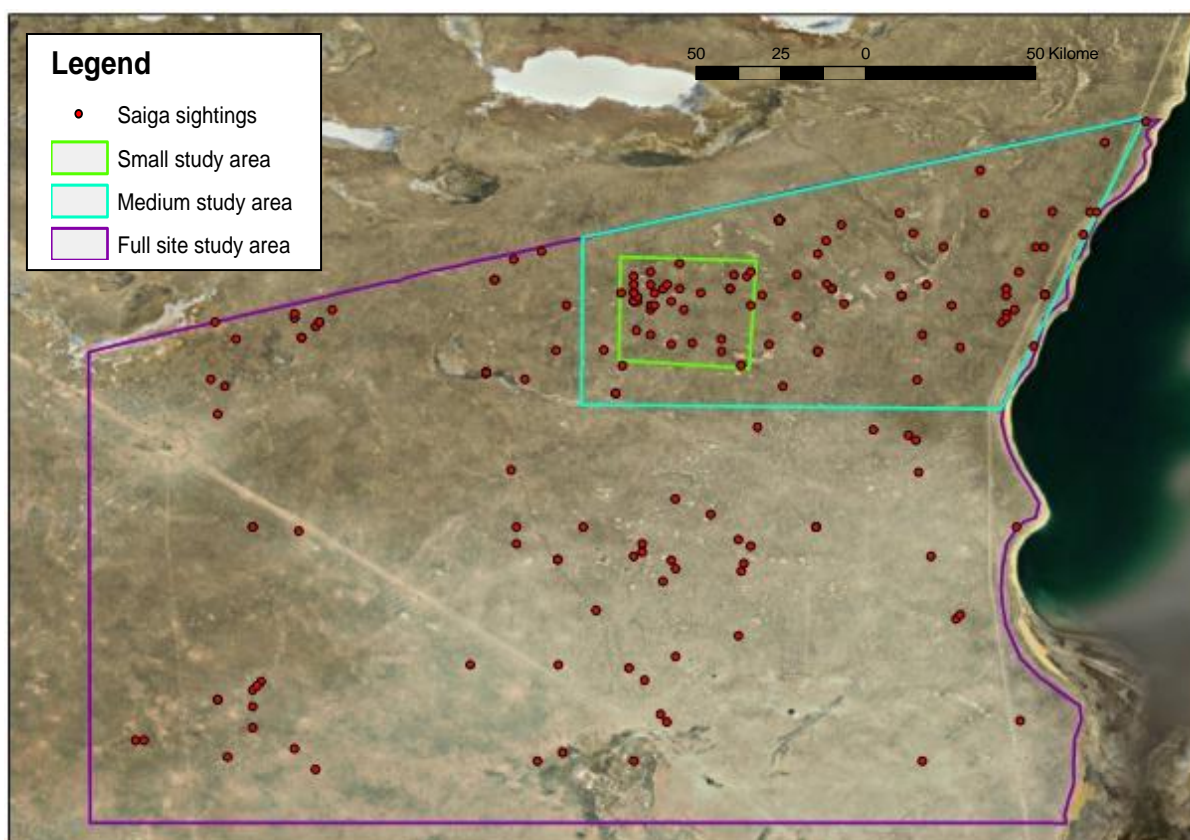 Legend
Saiga sightings
Small study area
Medium study area
Full site study area
50 25 0 50 Kilome